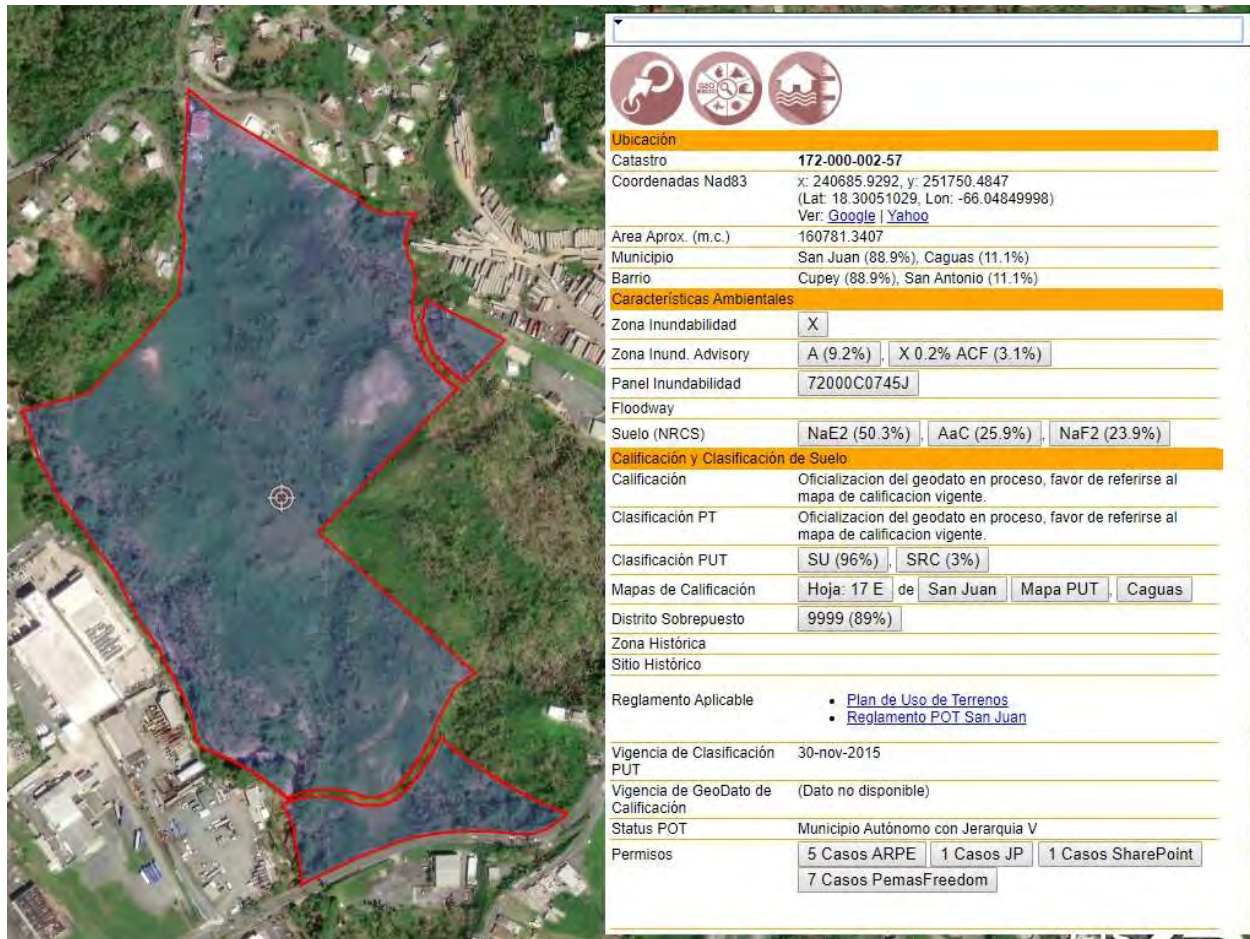 Ubicación
Catastro 172-000-002-57
Coordenadas Nad83 x: 240685.9292, y: 251750.4847
(Lat: 18.30051029, Lon: -66.04849998)
Ver: Google | Yahoo
Area Aprox. (m.c.) 160781.3407
Municipio San Juan (88.9%), Caguas (11.1%)
Barrio Cupey (88.9%), San Antonio (11.1%)
Características Ambientales
Zona Inundabilidad X
Zona Inund. Advisory A (9.2%) , X 0.2% ACF (3.1%)
Panel Inundabilidad 72000C0745J
Floodway
Suelo (NRCS) NaE2 (50.3%) , AaC (25.9%) , NaF2 (23.9%)
Calificación y Clasificación de Suelo
Calificación Oficializacion del geodato en proceso, favor de referirse al
mapa de calificacion vigente.
Clasificación PT Oficializacion del geodato en proceso, favor de referirse al
mapa de calificacion vigente.
Clasificación PUT SU (96%) , SRC (3%)
Mapas de Calificación Hoja: 17 E de San Juan Mapa PUT , Caguas
Distrito Sobrepuesto 9999 (89%)
Zona Histórica
Sitio Histórico
Reglamento Aplicable • Plan de Uso de Terrenos
• Reglamento POT San Juan
Vigencia de Clasificación 30-nov-2015
PUT
Vigencia de GeoDato de (Dato no disponible)
Calificación
Status POT Municipio Autónomo con Jerarquia V
Permisos 5 Casos ARPE 1 Casos JP 1 Casos SharePoint
7 Casos PemasFreedom